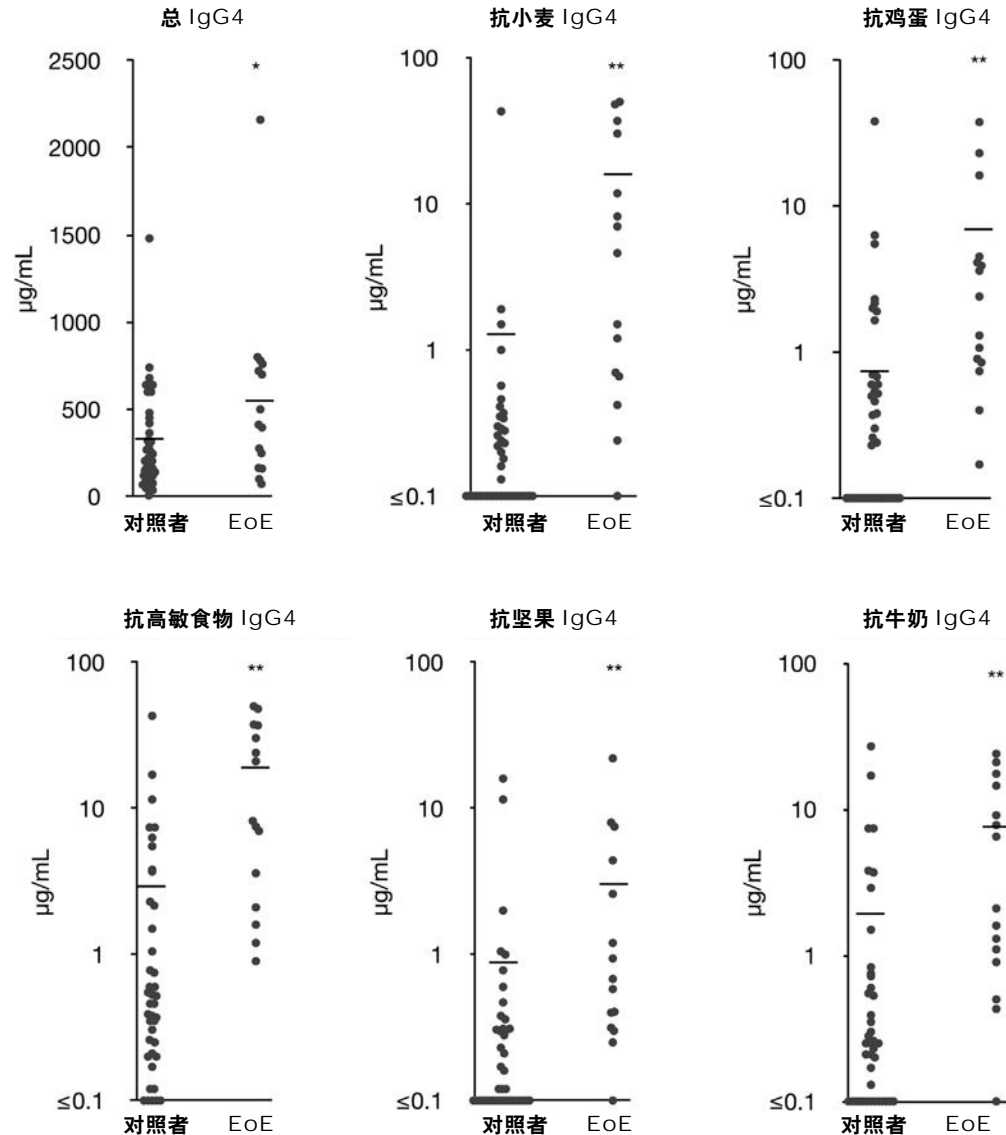 总 IgG4
抗小麦 IgG4
抗鸡蛋 IgG4
μg/mL
2500
2000
1500
1000
500
0
*
对照者 EoE
μg/mL
100
10
1
≤0.1
**
对照者 EoE
μg/mL
100
10
1
≤0.1
**
对照者 EoE
抗高敏食物 IgG4
抗坚果 IgG4
抗牛奶 IgG4
μg/mL
100
10
1
≤0.1
**
对照者 EoE
μg/mL
100
10
1
≤0.1
**
对照者 EoE
μg/mL
100
10
1
≤0.1
**
对照者 EoE